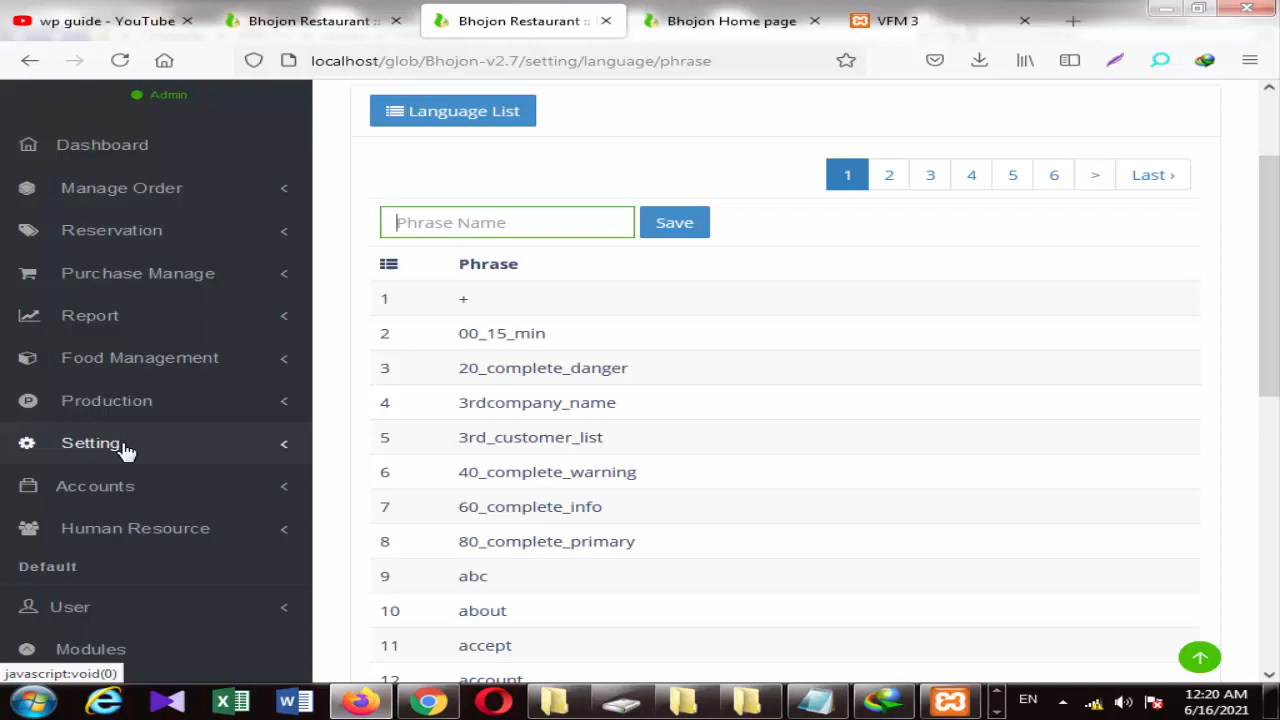 wp guide - YouTube
Bhojon Restaurant ::
Bhojon Restaurant ::
Bhojon Home page
VFM 3
localhost/glob/Bhojon-v2.7/setting/language/phrase
Admin
Dashboard
Manage Order
Reservation
Purchase Manage
Report
Food Management
Production
Setting
Accounts
Human Resource
Default
User
Modules
javascript:void(0)
Language List
1 2 3 4 5 6 > Last ›
Phrase Name Save
Phrase
1 +
2 00_15_min
3 20_complete_danger
4 3rdcompany_name
5 3rd_customer_list
6 40_complete_warning
7 60_complete_info
8 80_complete_primary
9 abc
10 about
11 accept
12 account
EN
12:20 AM
6/16/2021